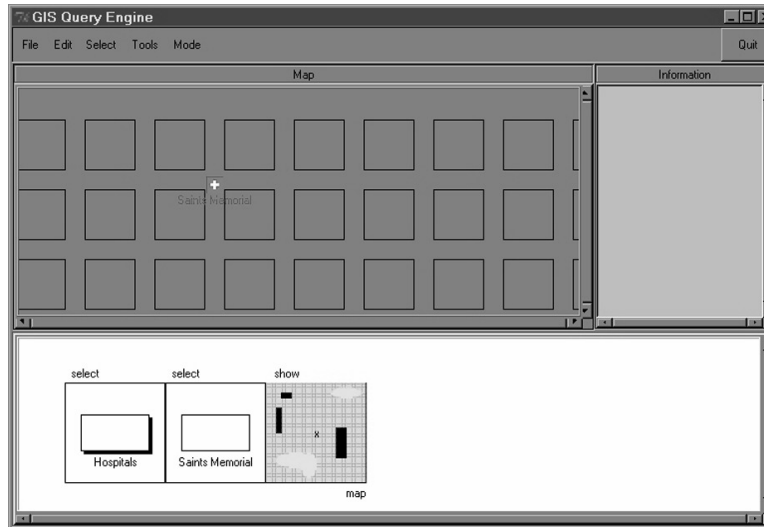 GIS Query Engine
File Edit Select Tools Mode Quit
Map Information
Saints Memorial
select select show
Hospitals Saints Memorial
x
map